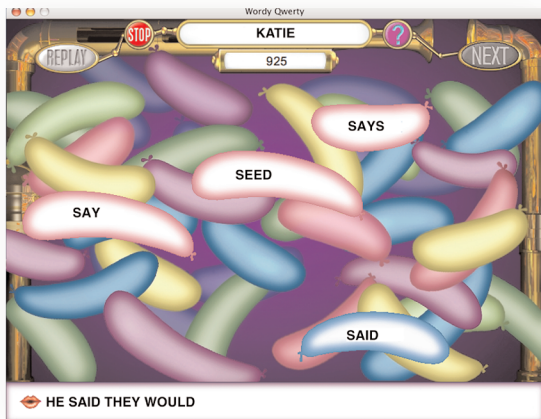 Wordy Qwerty
STOP
KATIE
?
REPLAY
925
NEXT
SAYS
SEED
SAY
SAID
HE SAID THEY WOULD